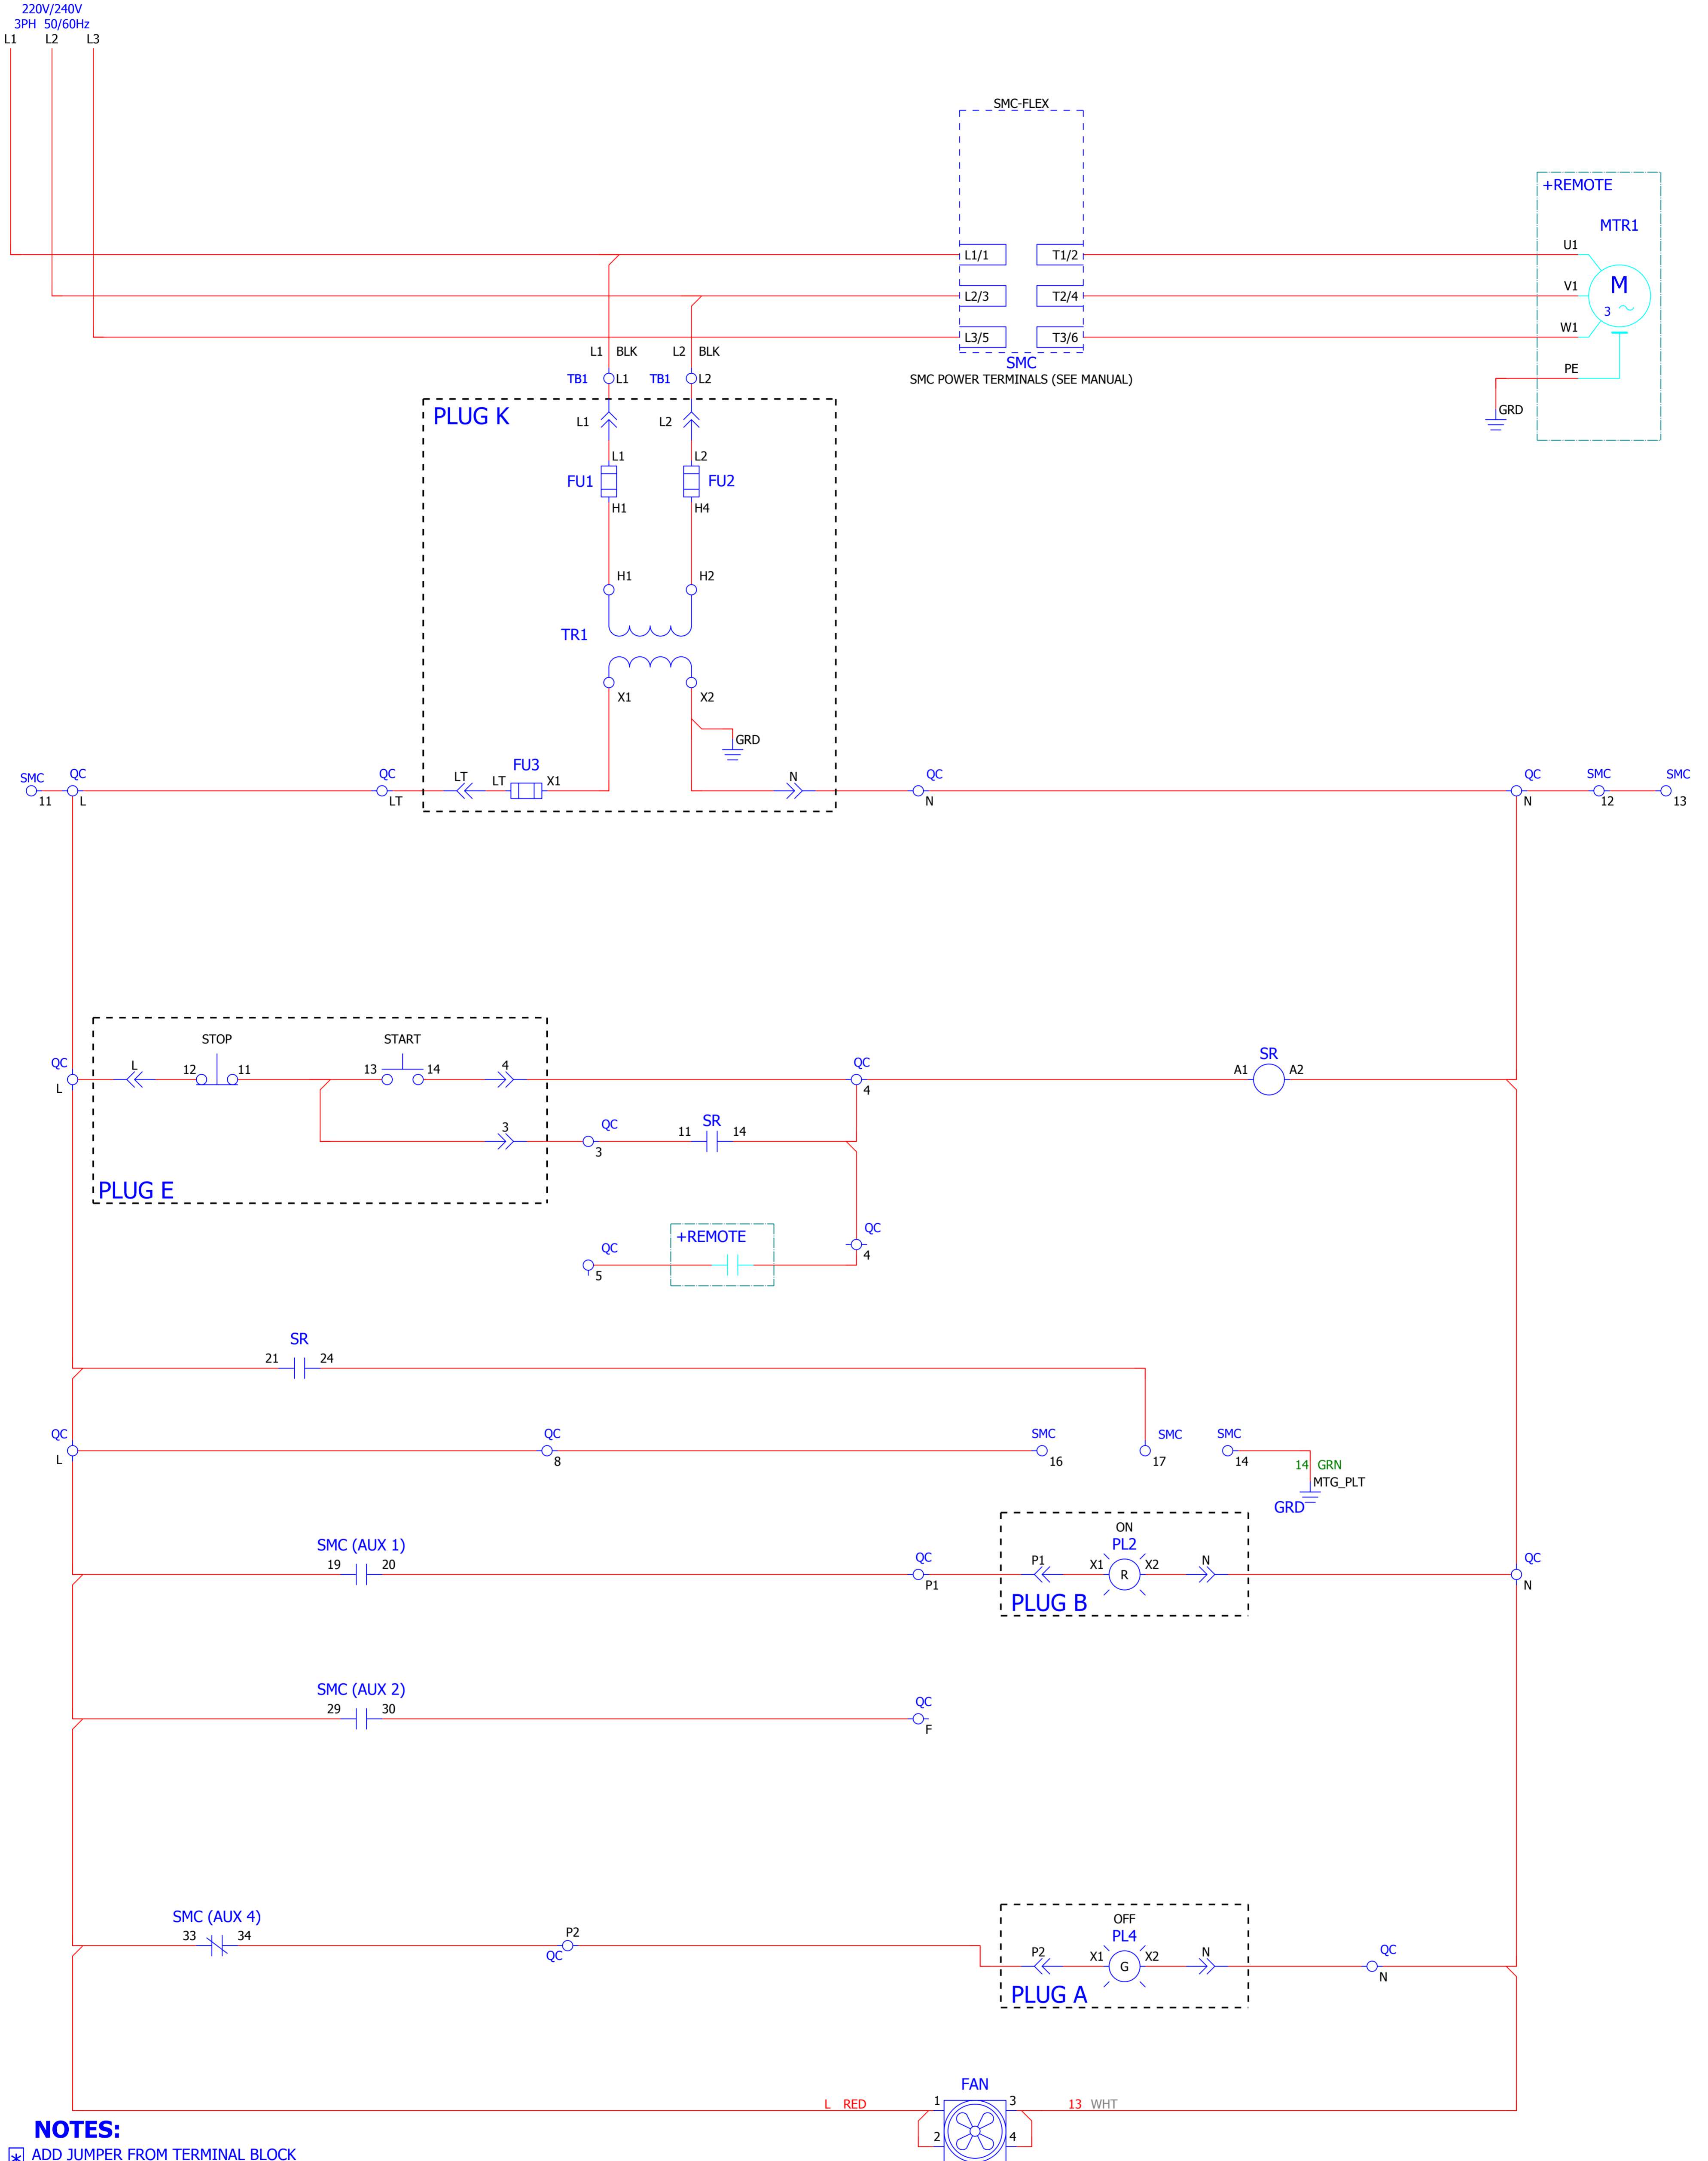 220V/240V
3PH 50/60Hz
L1 L2 L3
SMC-FLEX
+REMOTE
MTR1
L1/1 T1/2 U1
L2/3 T2/4 V1
M
3
L3/5 T3/6 W1
L1 BLK L2 BLK
SMC
PE
TB1 L1 TB1 L2
SMC POWER TERMINALS (SEE MANUAL)
GRD
PLUG K
L1 L2
L1 L2
FU1 FU2
H1 H4
H1 H2
TR1
X1 X2
GRD
FU3
SMC QC QC LT LT X1 N QC QC SMC SMC
11 L LT N N 12 13
STOP START
QC L 12 11 13 14 4 QC A1 SR A2
L 4
3 QC 11 SR 14
3
PLUG E
QC
+REMOTE
QC 4
5
SR
21 24
QC QC SMC SMC SMC
L 8 16 17 14
14 GRN
MTG_PLT
GRD
ON
SMC (AUX 1) PL2
19 20 QC P1 X1 R X2 N QC
P1 N
PLUG B
SMC (AUX 2)
29 30 QC
F
OFF
SMC (AUX 4) PL4
33 34 P2
QC
P2 X1 G X2 N QC
N
PLUG A
FAN
L RED 1 3 13 WHT
2 4
NOTES:
* ADD JUMPER FROM TERMINAL BLOCK